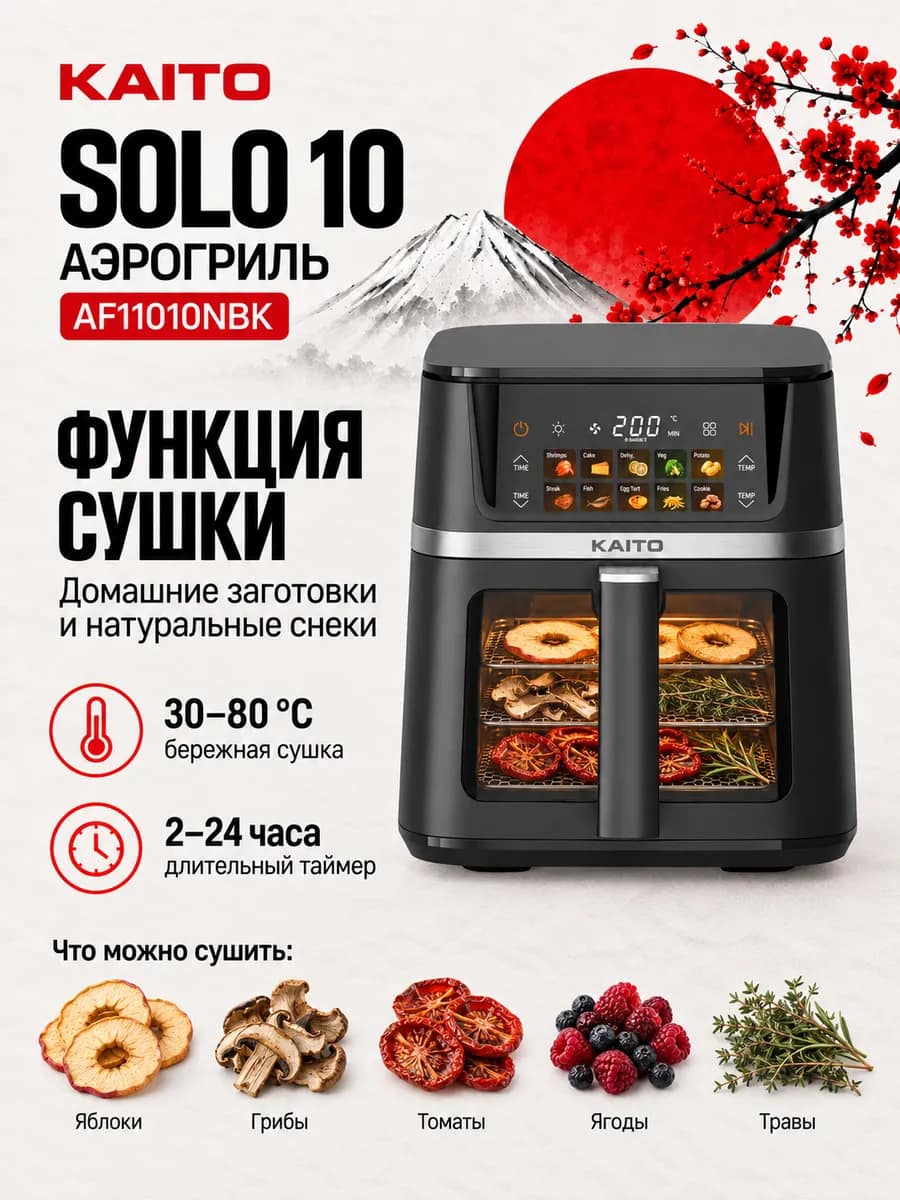 KAITO
SOLO 10
АЭРОГРИЛЬ
AF11010NBK
ФУНКЦИЯ
СУШКИ
Домашние заготовки
и натуральные снеки
30–80 °C
бережная сушка
2–24 часа
длительный таймер
200 °C
MIN
TIME
Shrimps Cake Dehy. Veg Potato
TEMP
TIME
Steak Fish Egg Tart Fries Cookie
TEMP
KAITO
Что можно сушить:
Яблоки Грибы Томаты Ягоды Травы